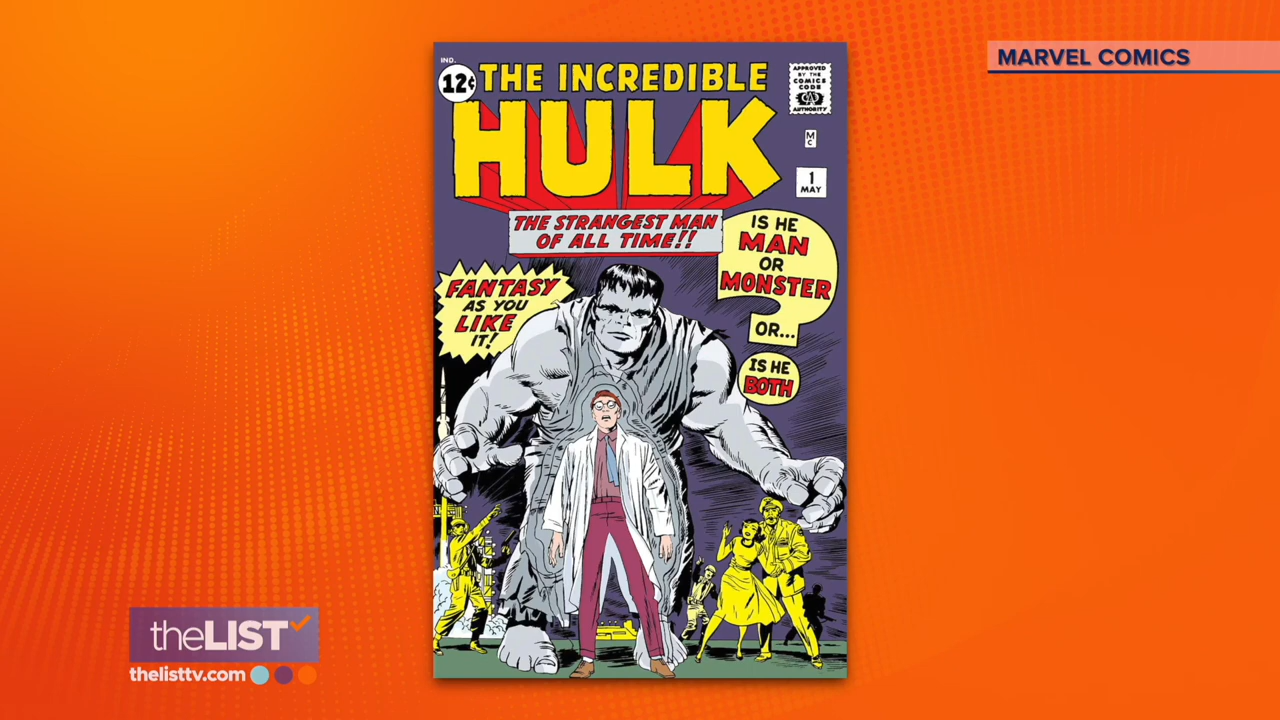 MARVEL COMICS
IND.
12¢
THE INCREDIBLE
HULK
APPROVED
BY THE
COMICS
CODE
AUTHORITY
M
C
1
MAY
THE STRANGEST MAN
OF ALL TIME!!
IS HE
MAN
OR
MONSTER
?
OR...
IS HE
BOTH
FANTASY
AS YOU
LIKE
IT!
theLIST
thelisttv.com